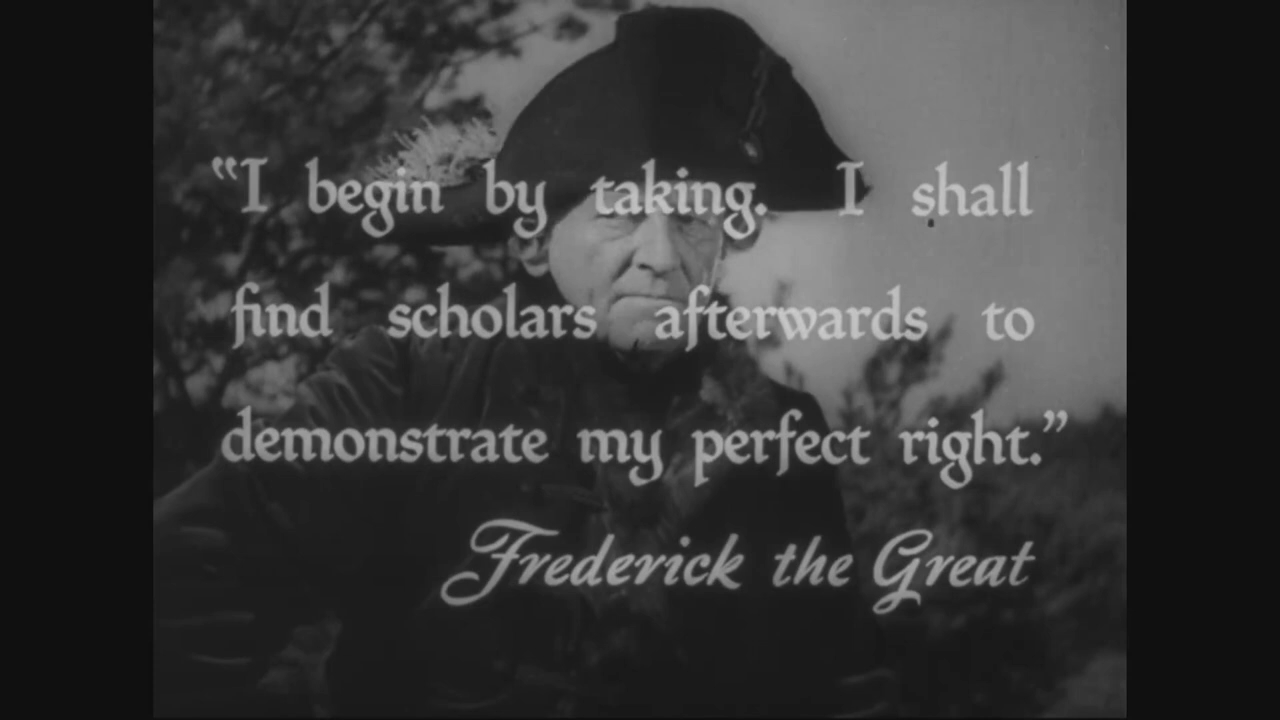 “I begin by taking. I shall
find scholars afterwards to
demonstrate my perfect right.”
Frederick the Great